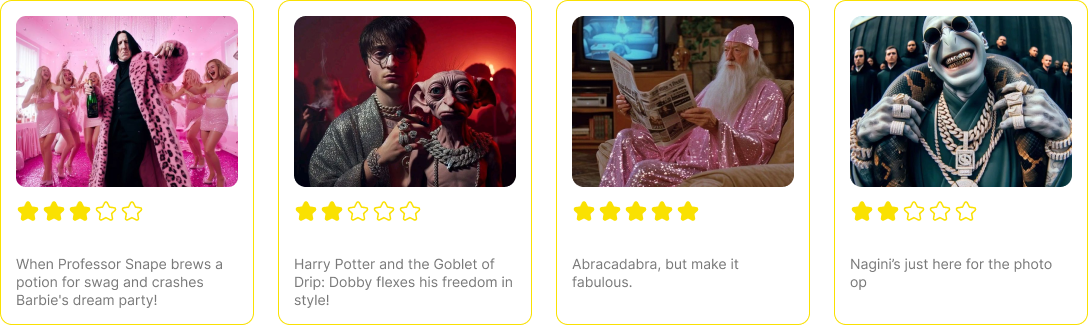 When Professor Snape brews a
potion for swag and crashes
Barbie's dream party!
Harry Potter and the Goblet of
Drip: Dobby flexes his freedom in
style!
Abracadabra, but make it
fabulous.
Nagini’s just here for the photo
op